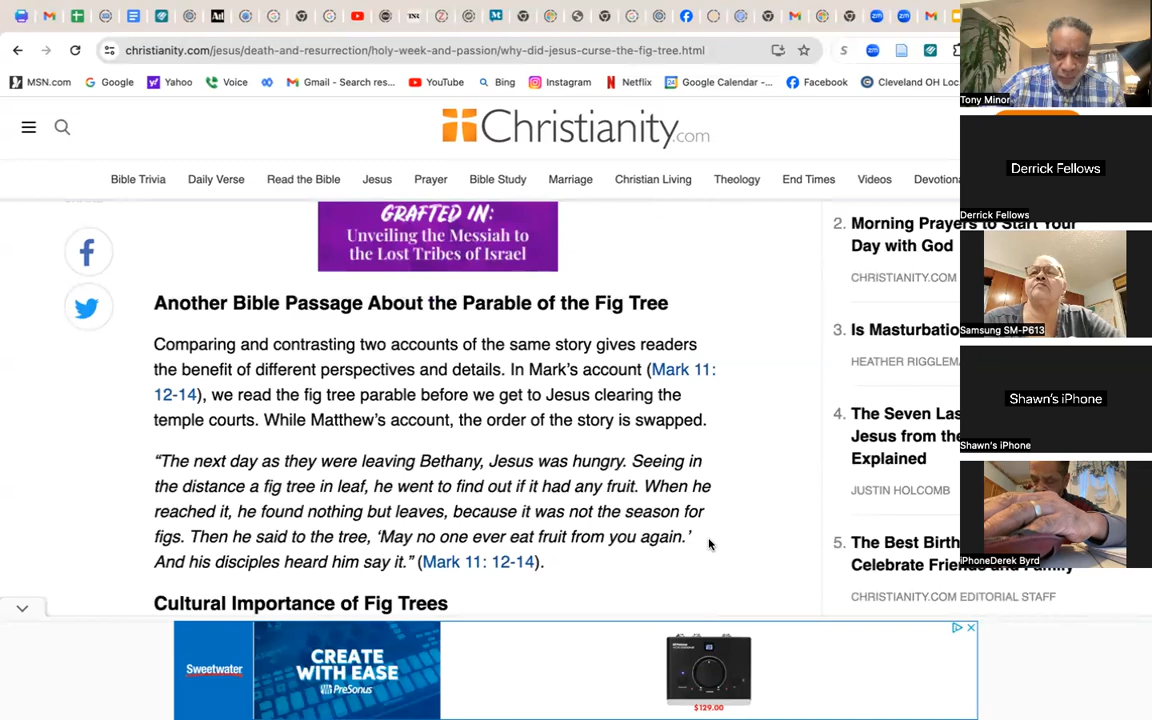 christianity.com/jesus/death-and-resurrection/holy-week-and-passion/why-did-jesus-curse-the-fig-tree.html
MSN.com
Google
Yahoo
Voice
Gmail - Search res...
YouTube
Bing
Instagram
Netflix
Google Calendar -...
Facebook
Cleveland OH Loc
Christianity.com
Bible Trivia
Daily Verse
Read the Bible
Jesus
Prayer
Bible Study
Marriage
Christian Living
Theology
End Times
Videos
Devotiona
GRAFTED IN:
Unveiling the Messiah to
the Lost Tribes of Israel
Another Bible Passage About the Parable of the Fig Tree
Comparing and contrasting two accounts of the same story gives readers
the benefit of different perspectives and details. In Mark’s account (Mark 11:
12-14), we read the fig tree parable before we get to Jesus clearing the
temple courts. While Matthew’s account, the order of the story is swapped.
“The next day as they were leaving Bethany, Jesus was hungry. Seeing in
the distance a fig tree in leaf, he went to find out if it had any fruit. When he
reached it, he found nothing but leaves, because it was not the season for
figs. Then he said to the tree, ‘May no one ever eat fruit from you again.’
And his disciples heard him say it.” (Mark 11: 12-14).
Cultural Importance of Fig Trees
2. Morning Prayers to Start Your
Day with God
CHRISTIANITY.COM
3. Is Masturbatio
HEATHER RIGGLEM
4. The Seven Las
Jesus from the
Explained
JUSTIN HOLCOMB
5. The Best Birth
Celebrate Friends and Family
CHRISTIANITY.COM EDITORIAL STAFF
Sweetwater
CREATE
WITH EASE
PreSonus
$129.00
Tony Minor
Derrick Fellows
Derrick Fellows
Samsung SM-P613
Shawn's iPhone
Shawn's iPhone
iPhoneDerek Byrd